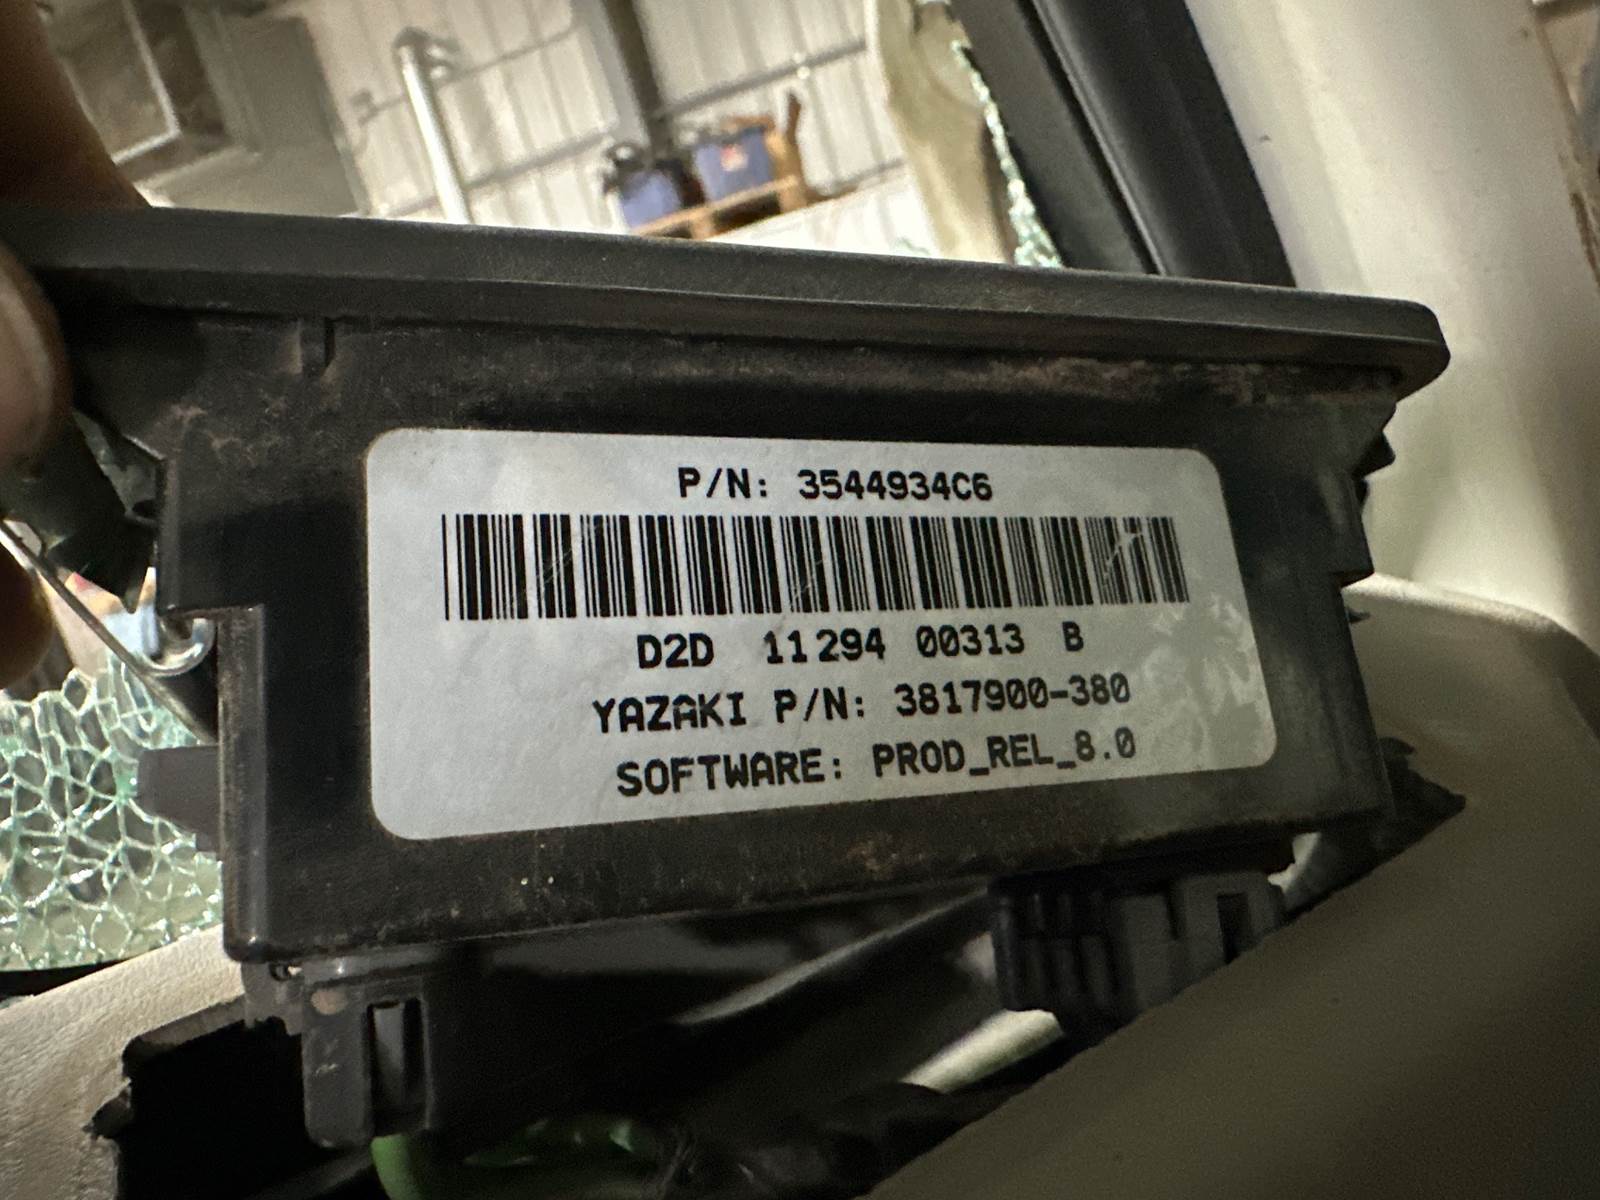 P/N: 3544934C6
D2D 11294 00313 B
YAZAKI P/N: 3817900-380
SOFTWARE: PROD_REL_8.0